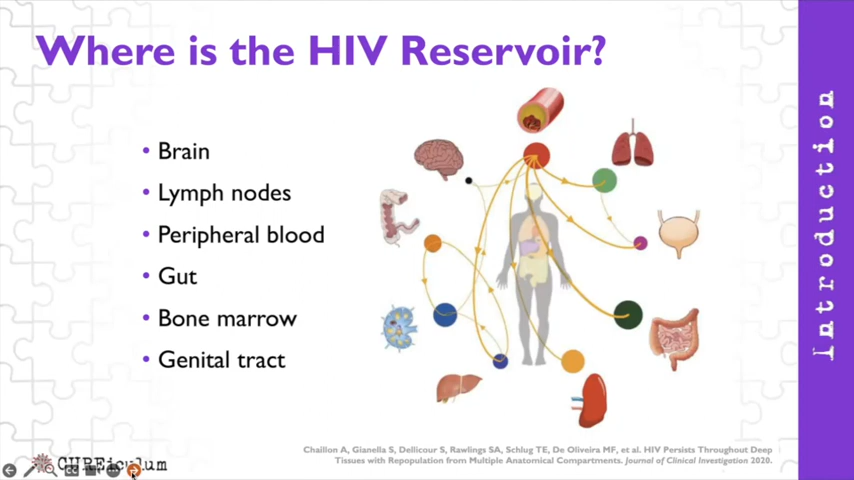 Where is the HIV Reservoir?
• Brain
• Lymph nodes
• Peripheral blood
• Gut
• Bone marrow
• Genital tract
Introduction
Chaillon A, Gianella S, Dellicour S, Rawlings SA, Schlub TE, De Oliveira MF, et al. HIV Persists Throughout Deep
Tissues with Repopulation from Multiple Anatomical Compartments. Journal of Clinical Investigation 2020.
CUREiculum